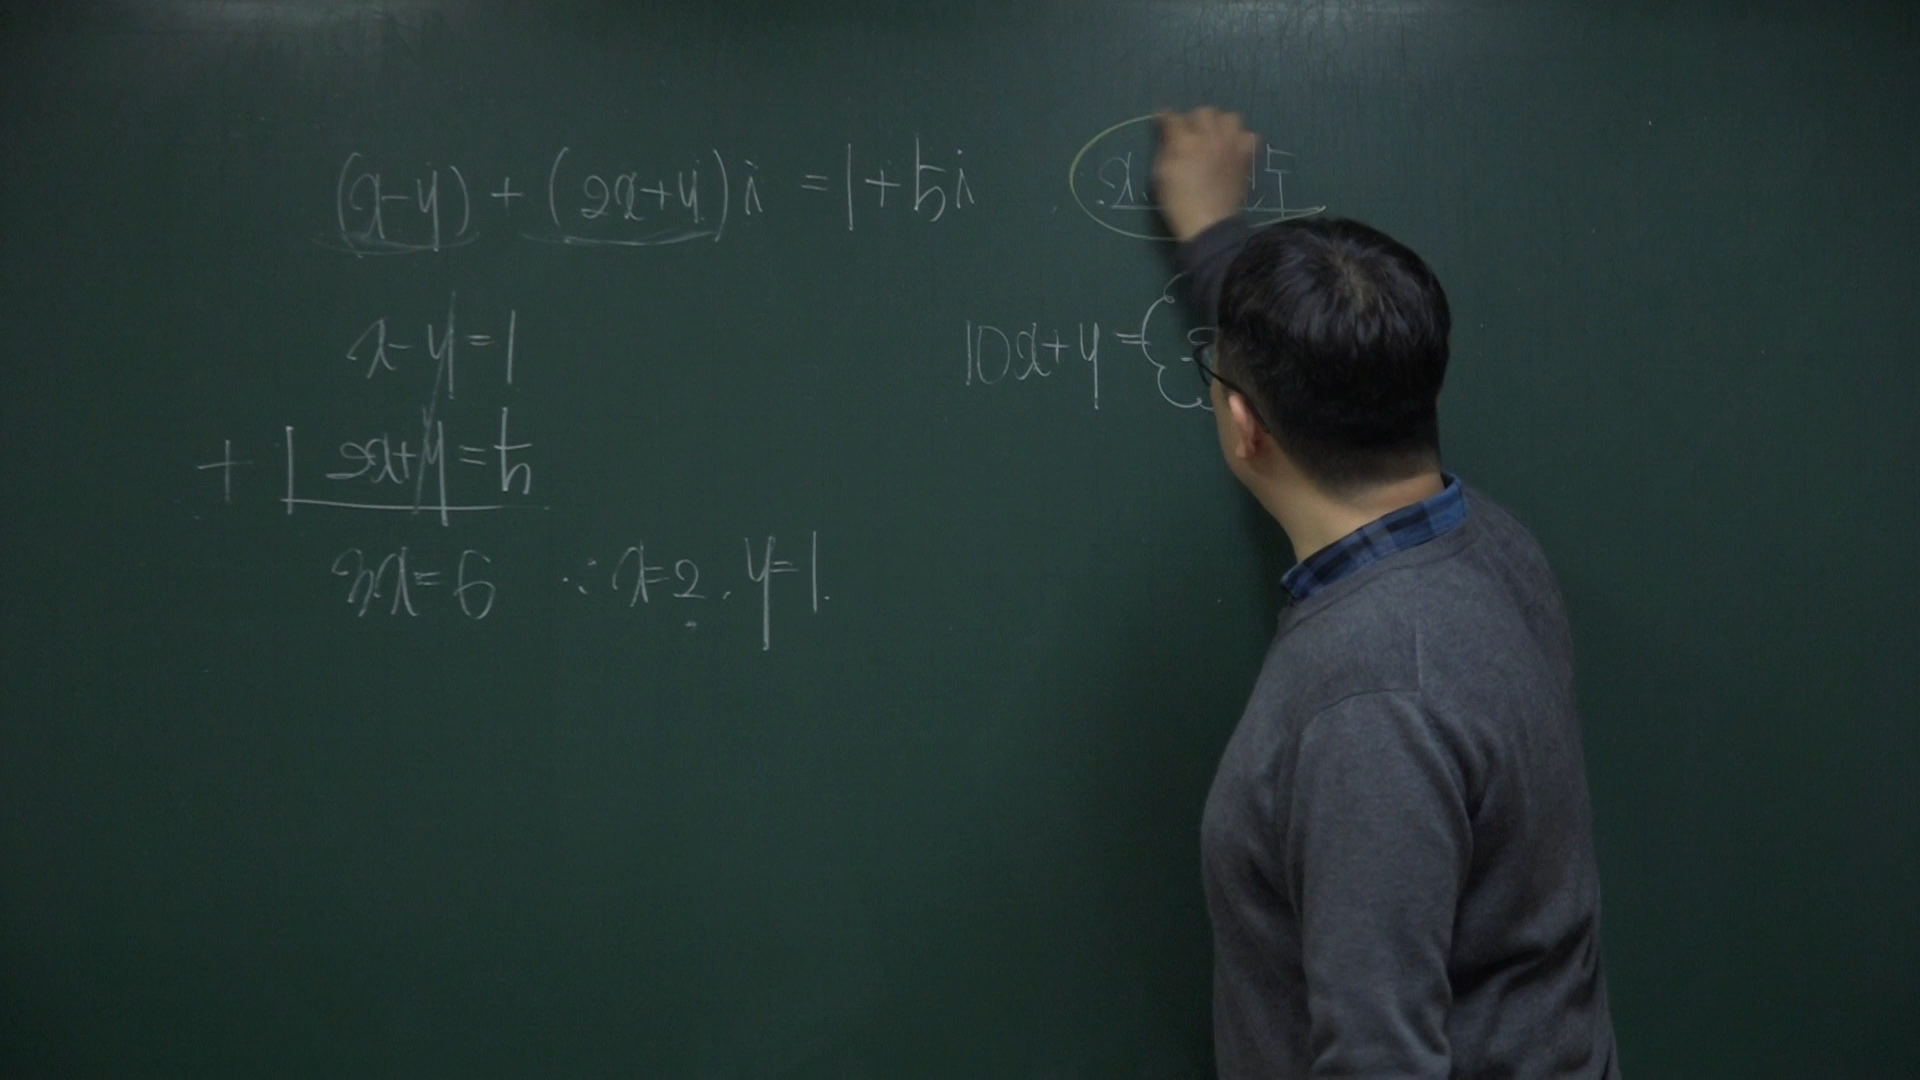 (x-y) + (2x+y)i = 1+5i
x-y=1
+ 2x+y=5
3x=6 ∴ x=2, y=1.
x
10x+y =